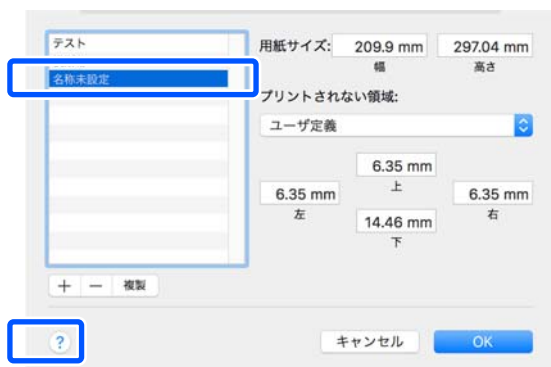 テスト
名称未設定
用紙サイズ: 209.9 mm 297.04 mm
幅 高さ
プリントされない領域:
ユーザ定義
6.35 mm
上
6.35 mm 6.35 mm
左 右
14.46 mm
下
+ − 複製
? キャンセル OK